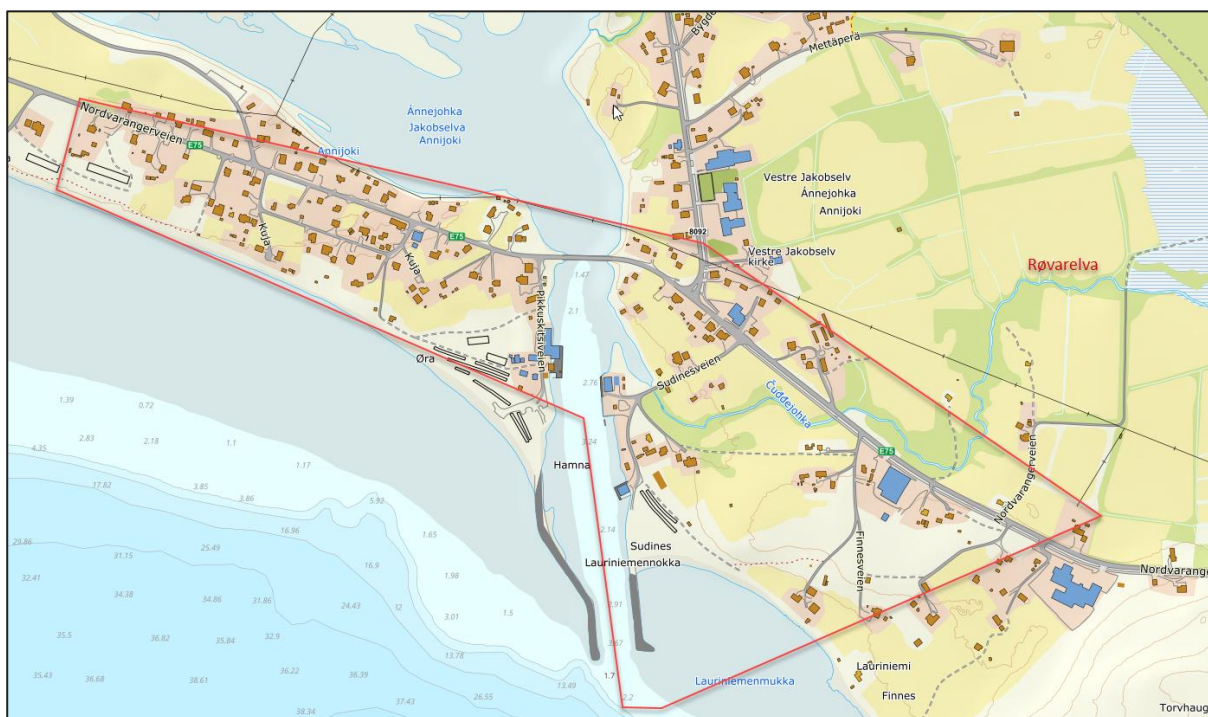 Bygde
Mettäperä
Ánnejohka
Jakobselva
Annijoki
Nordvarangerveien
E75
Annijoki
Vestre Jakobselv
Ánnejohka
Annijoki
8092
Vestre Jakobselv
kirke
Røvarelva
Kuja
E75
Kuja
1.47
2.1
Pikkuskitsiveien
Øra
2.76
Sudinesveien
Čuđđejohka
1.39
0.72
2.83
2.18
1.1
4.35
1.17
3.24
Hamna
E75
17.82
3.85
3.86
5.92
Nordvarangerveien
29.86
31.15
25.49
16.96
1.65
2.14
Sudines
Lauriniemennokka
Finnesveien
32.41
16.9
Nordvaranger
34.38
34.86
31.86
24.43
12
1.98
3.01
1.5
2.91
35.5
36.82
35.84
32.9
3.67
13.78
Lauriniemi
35.43
36.68
38.61
36.22
36.39
13.49
1.7
Lauriniemenmukka
37.43
26.55
2.2
Finnes
38.34
Torvhaug